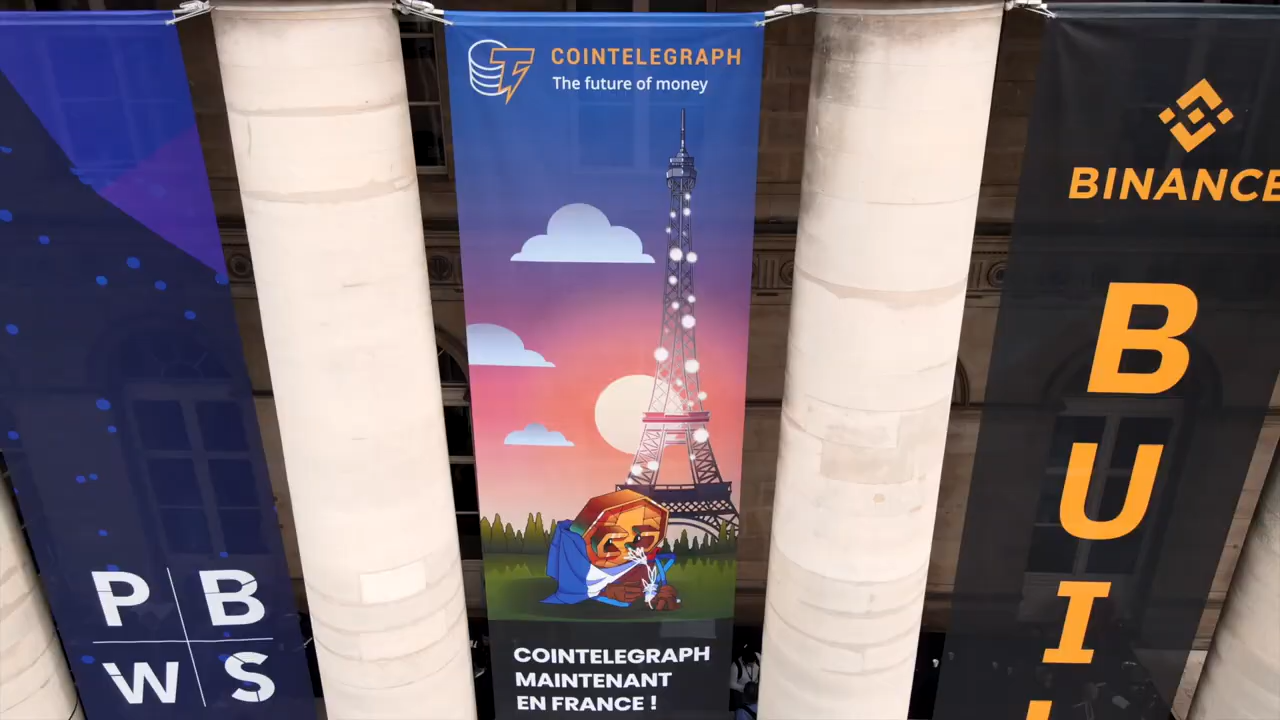 P B
W S
COINTELEGRAPH
The future of money
COINTELEGRAPH
MAINTENANT
EN FRANCE !
BINANCE
B
U
I